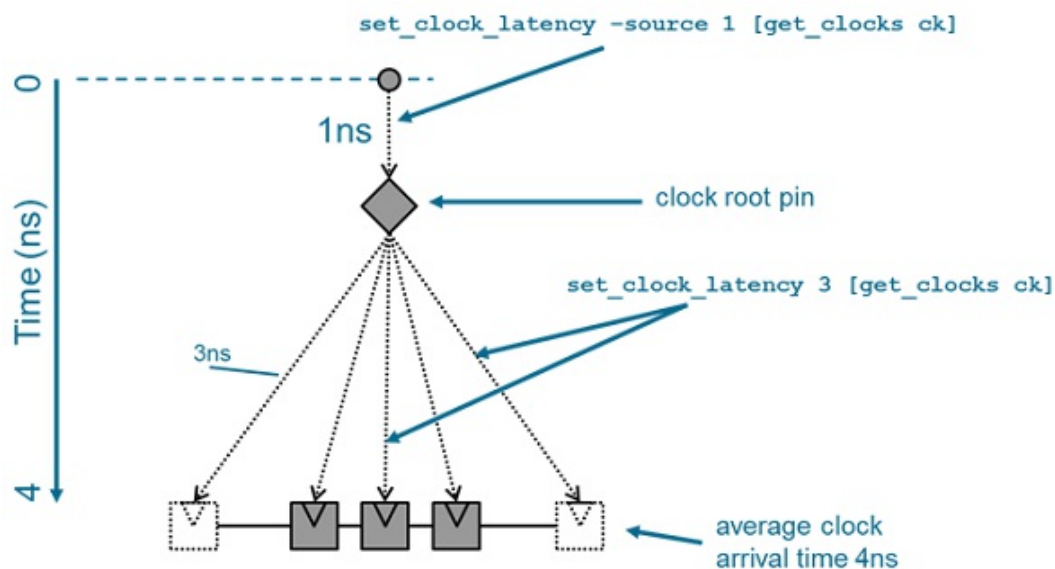 set_clock_latency –source 1 [get_clocks ck]
0
1ns
clock root pin
Time (ns)
set_clock_latency 3 [get_clocks ck]
3ns
4
average clock
arrival time 4ns